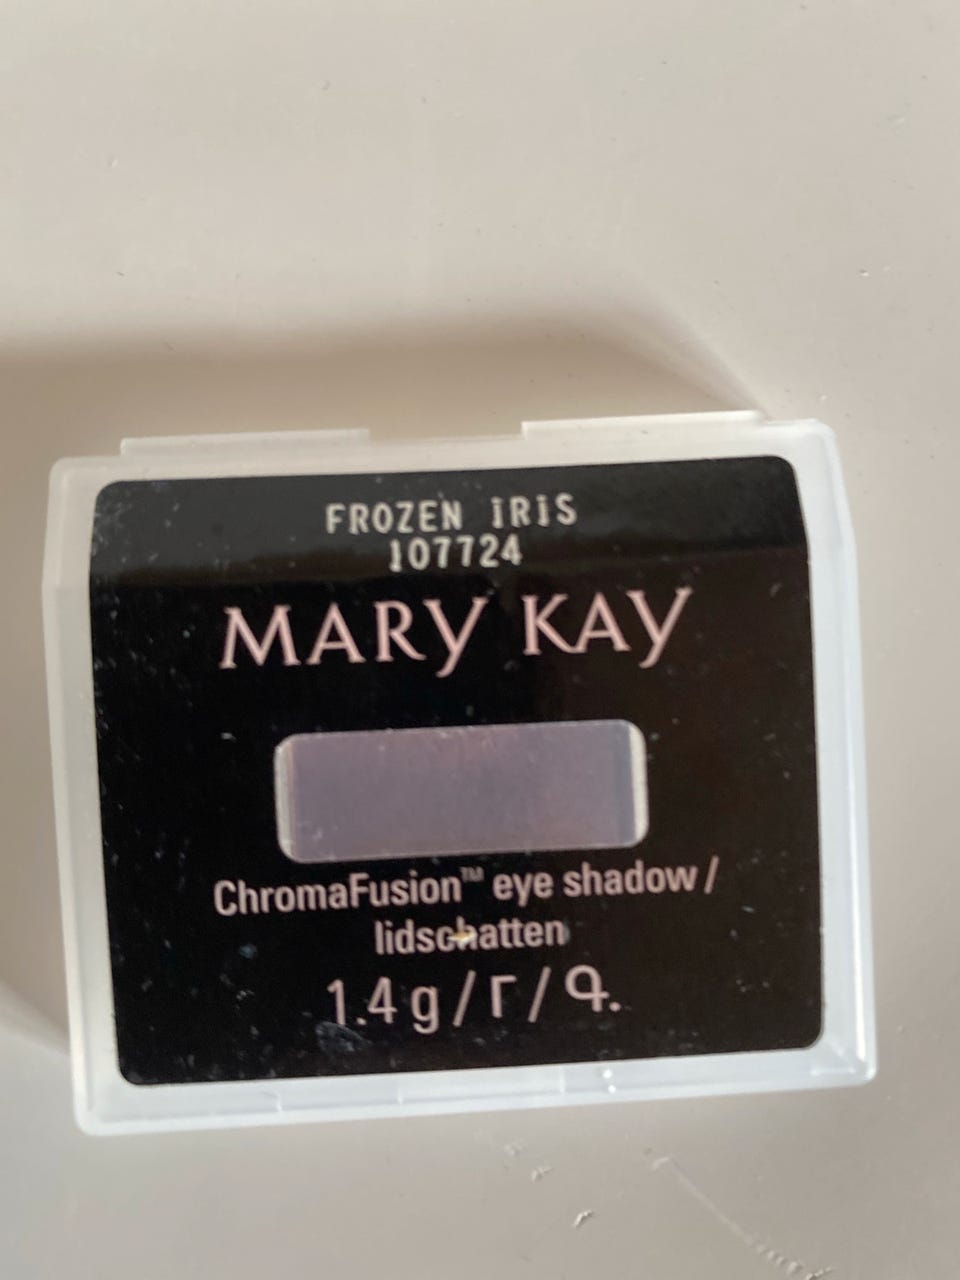 FROZEN IRIS
107724
MARY KAY
ChromaFusion™ eye shadow /
lidschatten
1.4 g / Г / Գ.